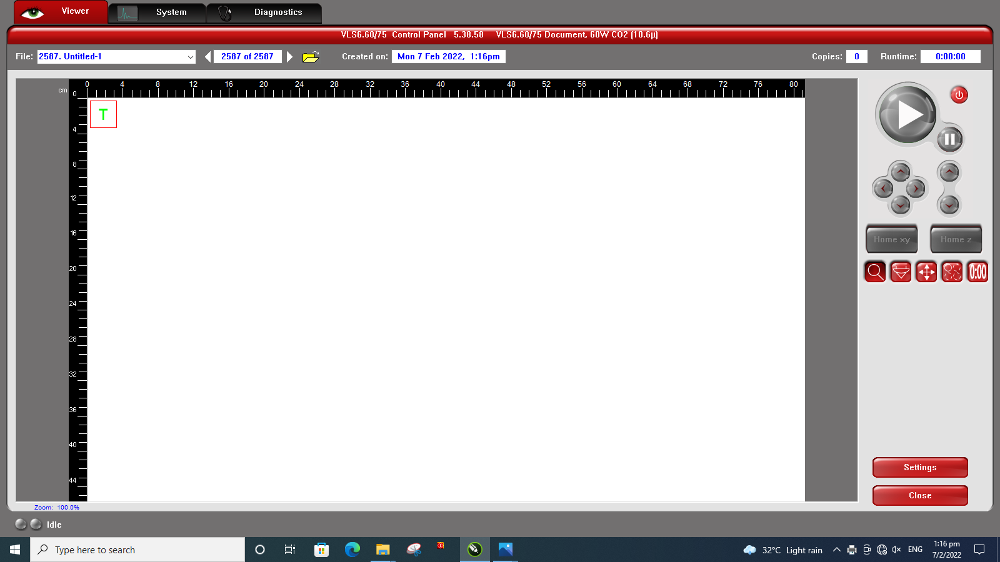 Viewer
System
Diagnostics
VLS6.60/75 Control Panel 5.38.58 VLS6.60/75 Document, 60W CO2 (10.6µ)
File: 2587. Untitled-1 2587 of 2587 Created on: Mon 7 Feb 2022, 1:16pm Copies: 0 Runtime: 0:00:00
0 4 8 12 16 20 24 28 32 36 40 44 48 52 56 60 64 68 72 76 80
cm
0
4
8
12
16
20
24
28
32
36
40
44
T
Home xy Home z
0:00
Settings
Close
Zoom: 100.0%
Idle
Type here to search
32°C Light rain
ENG
1:16 pm
7/2/2022